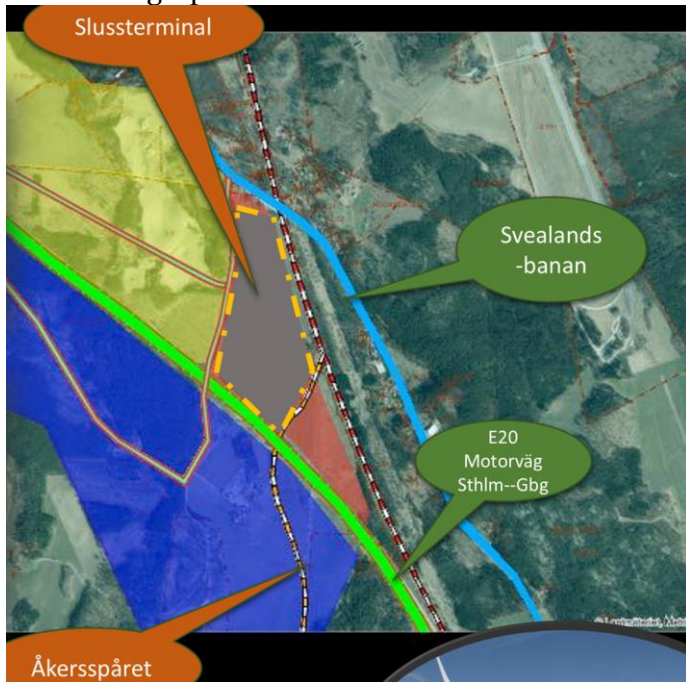 Slussterminal
Svealands
-banan
E20
Motorväg
Sthlm--Gbg
Åkersspåret